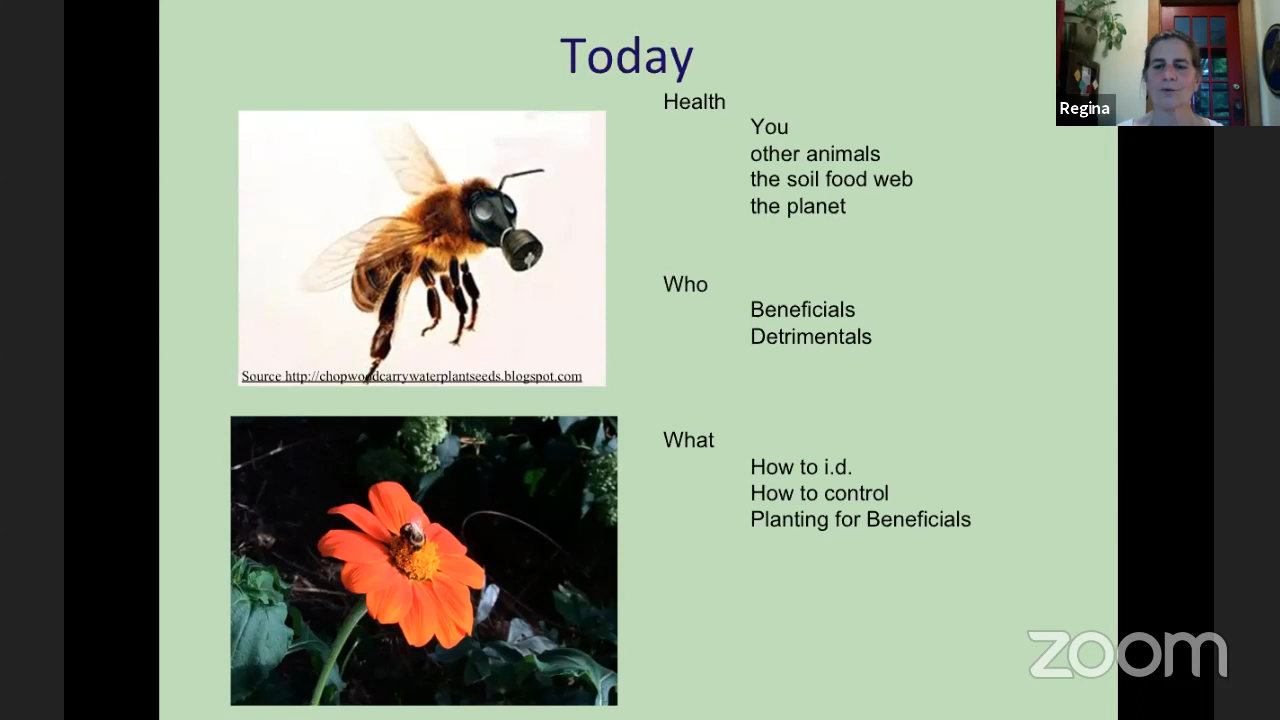 Today
Health
You
other animals
the soil food web
the planet
Who
Beneficials
Detrimentals
What
How to i.d.
How to control
Planting for Beneficials
Source http://chopwoodcarrywaterplantseeds.blogspot.com
Regina
zoom